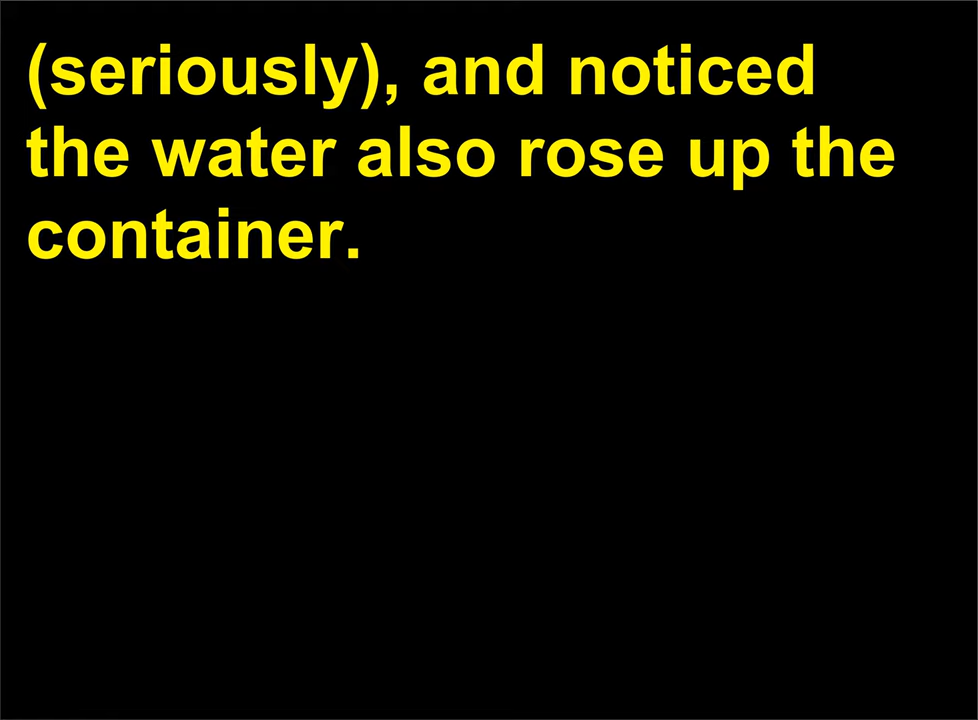 (seriously), and noticed
the water also rose up the
container.